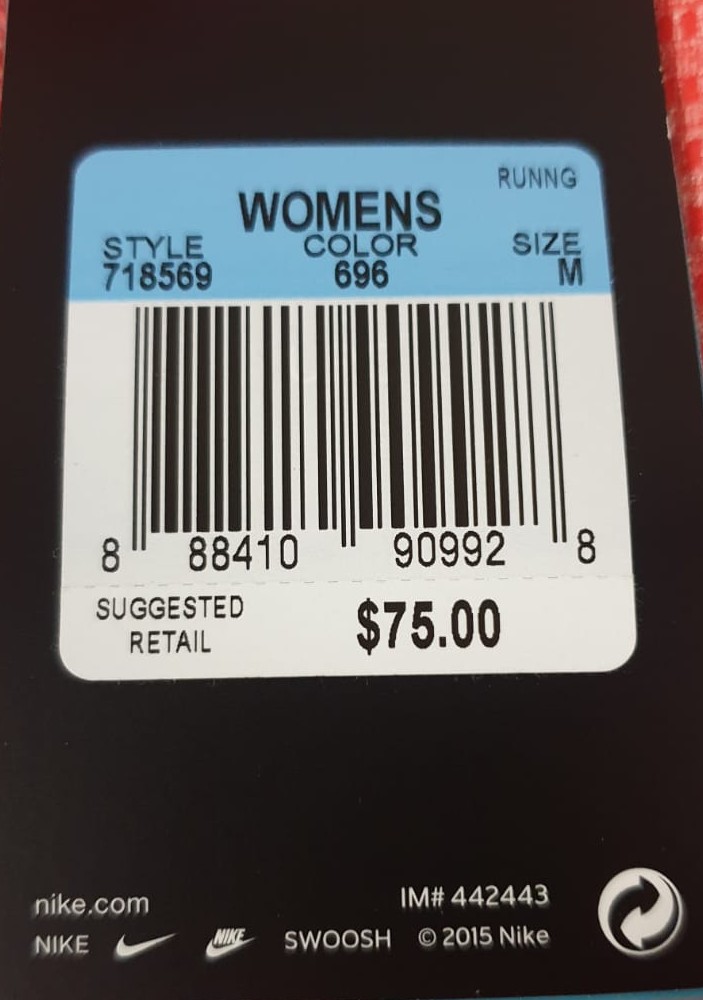 RUNNG
WOMENS
STYLE COLOR SIZE
718569 696 M
8 88410 90992 8
SUGGESTED
RETAIL
$75.00
nike.com
IM# 442443
NIKE NIKE SWOOSH © 2015 Nike